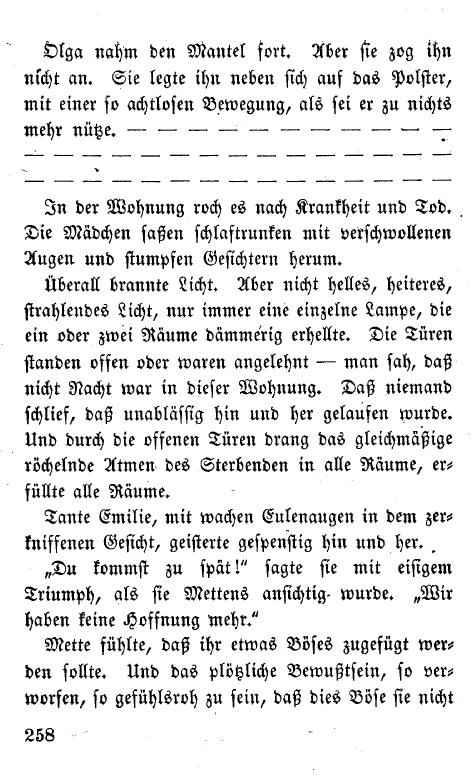 Olga nahm den Mantel fort. Aber sie zog ihn
nicht an. Sie legte ihn neben sich auf das Polster,
mit einer so achtlosen Bewegung, als sei er zu nichts
mehr nütze. — — — — — — — — — — — —
— — — — — — — — — — — — — — — —
— — — — — — — — — — — — — — — —
In der Wohnung roch es nach Krankheit und Tod.
Die Mädchen saßen schlaftrunken mit verschwollenen
Augen und stumpfen Gesichtern herum.
Überall brannte Licht. Aber nicht helles, heiteres,
strahlendes Licht, nur immer eine einzelne Lampe, die
ein oder zwei Räume dämmerig erhellte. Die Türen
standen offen oder waren angelehnt — man sah, daß
nicht Nacht war in dieser Wohnung. Daß niemand
schlief, daß unablässig hin und her gelaufen wurde.
Und durch die offenen Türen drang das gleichmäßige
röchelnde Atmen des Sterbenden in alle Räume, er-
füllte alle Räume.
Tante Emilie, mit wachen Eulenaugen in dem zer-
kniffenen Gesicht, geisterte gespenstig hin und her.
„Du kommst zu spät!“ sagte sie mit eisigem
Triumph, als sie Mettens ansichtig wurde. „Wir
haben keine Hoffnung mehr.“
Mette fühlte, daß ihr etwas Böses zugefügt wer-
den sollte. Und das plötzliche Bewußtsein, so ver-
worfen, so gefühlsroh zu sein, daß dies Böse sie nicht
258